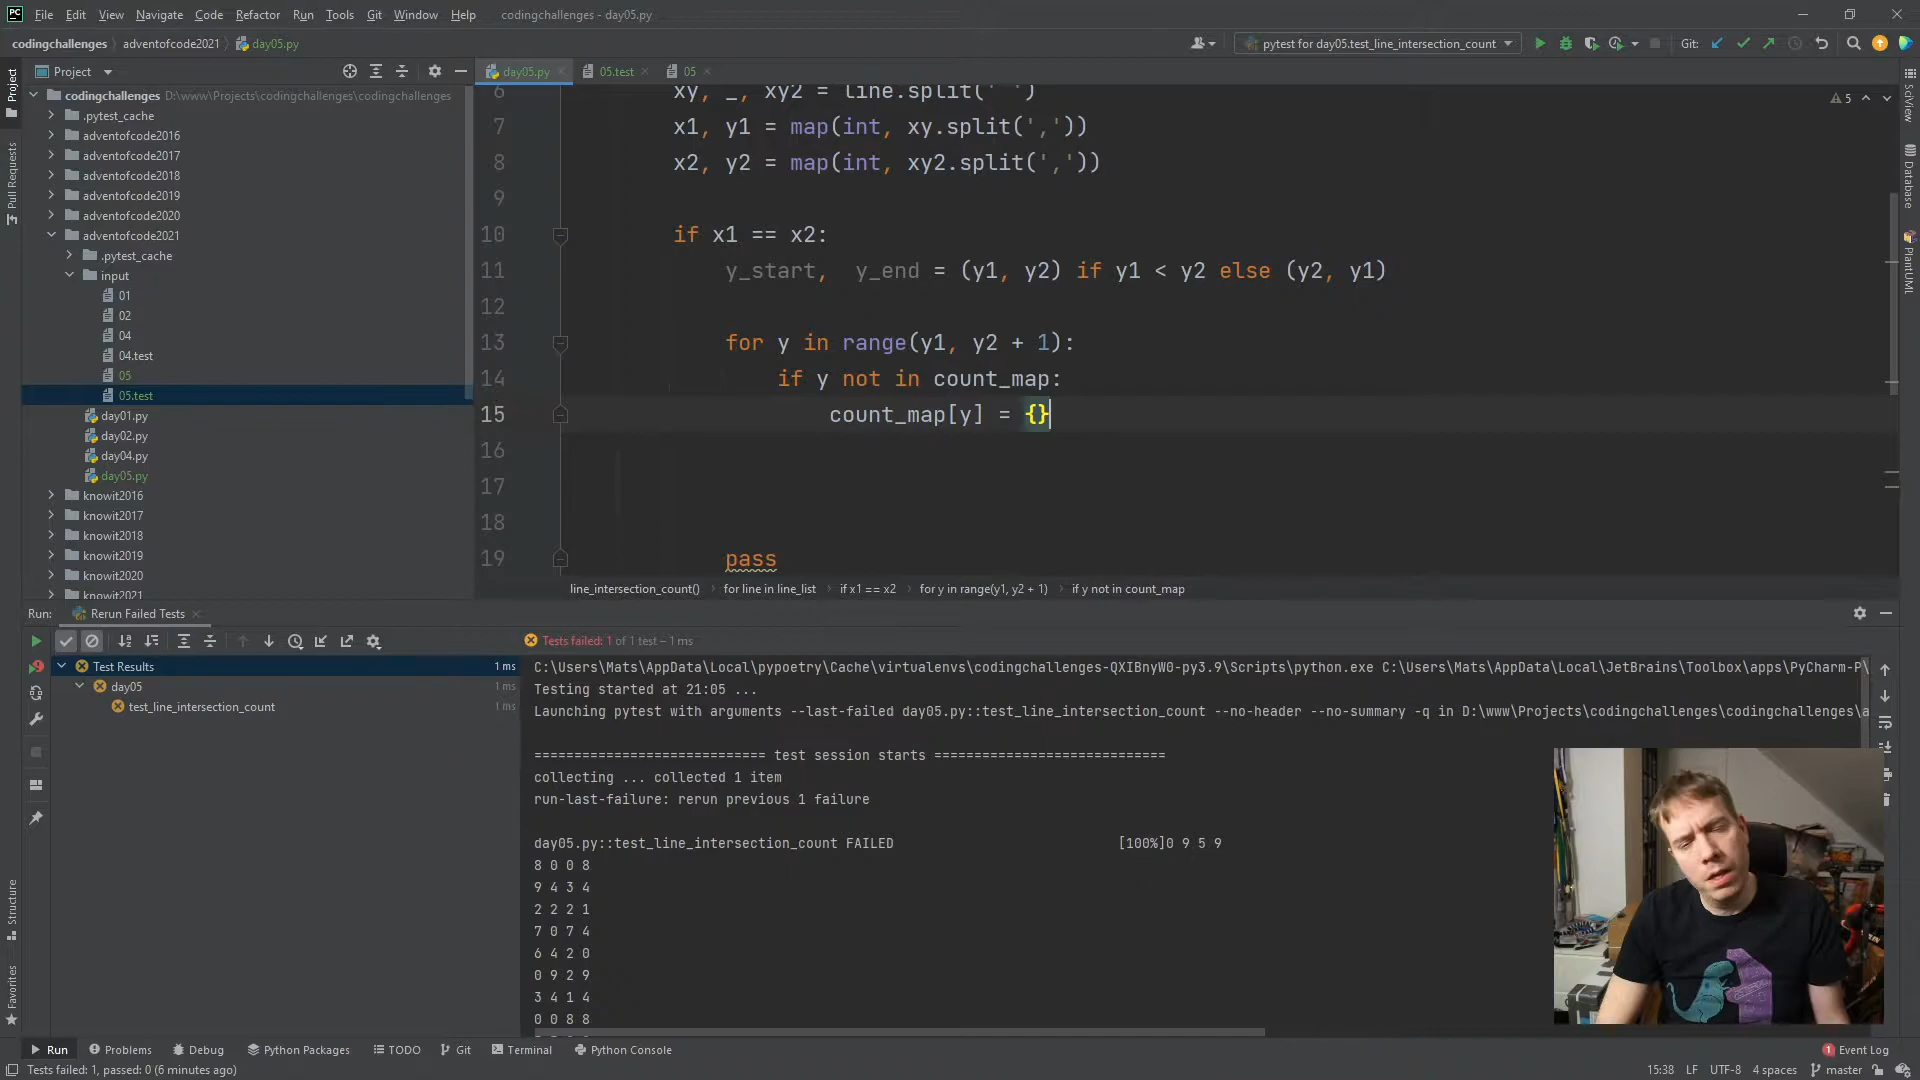 PC File Edit View Navigate Code Refactor Run Tools Git Window Help codingchallenges - day05.py
codingchallenges adventofcode2021 day05.py pytest for day05.test_line_intersection_count Git:
Project day05.py 05.test 05
codingchallenges D:\www\Projects\codingchallenges\codingchallenges
.pytest_cache
adventofcode2016
adventofcode2017
adventofcode2018
adventofcode2019
adventofcode2020
adventofcode2021
.pytest_cache
input
01
02
04
04.test
05
05.test
day01.py
day02.py
day04.py
day05.py
knowit2016
knowit2017
knowit2018
knowit2019
knowit2020
knowit2021
Project
Pull Requests
Structure
Favorites
SciView
Database
PlantUML
5
6 xy, _, xy2 = line.split(' ')
7 x1, y1 = map(int, xy.split(','))
8 x2, y2 = map(int, xy2.split(','))
9
10 if x1 == x2:
11 y_start, y_end = (y1, y2) if y1 < y2 else (y2, y1)
12
13 for y in range(y1, y2 + 1):
14 if y not in count_map:
15 count_map[y] = {}
16
17
18
19 pass
line_intersection_count() for line in line_list if x1 == x2 for y in range(y1, y2 + 1) if y not in count_map
Run: Rerun Failed Tests
Tests failed: 1 of 1 test – 1 ms
Test Results 1 ms
day05 1 ms
test_line_intersection_count 1 ms
C:\Users\Mats\AppData\Local\pypoetry\Cache\virtualenvs\codingchallenges-QXIBnyW0-py3.9\Scripts\python.exe C:\Users\Mats\AppData\Local\JetBrains\Toolbox\apps\PyCharm-P\
Testing started at 21:05 ...
Launching pytest with arguments --last-failed day05.py::test_line_intersection_count --no-header --no-summary -q in D:\www\Projects\codingchallenges\codingchallenges\a
============================= test session starts =============================
collecting ... collected 1 item
run-last-failure: rerun previous 1 failure
day05.py::test_line_intersection_count FAILED [100%]0 9 5 9
8 0 0 8
9 4 3 4
2 2 2 1
7 0 7 4
6 4 2 0
0 9 2 9
3 4 1 4
0 0 8 8
Run Problems Debug Python Packages TODO Git Terminal Python Console 1 Event Log
Tests failed: 1, passed: 0 (6 minutes ago) 15:38 LF UTF-8 4 spaces master